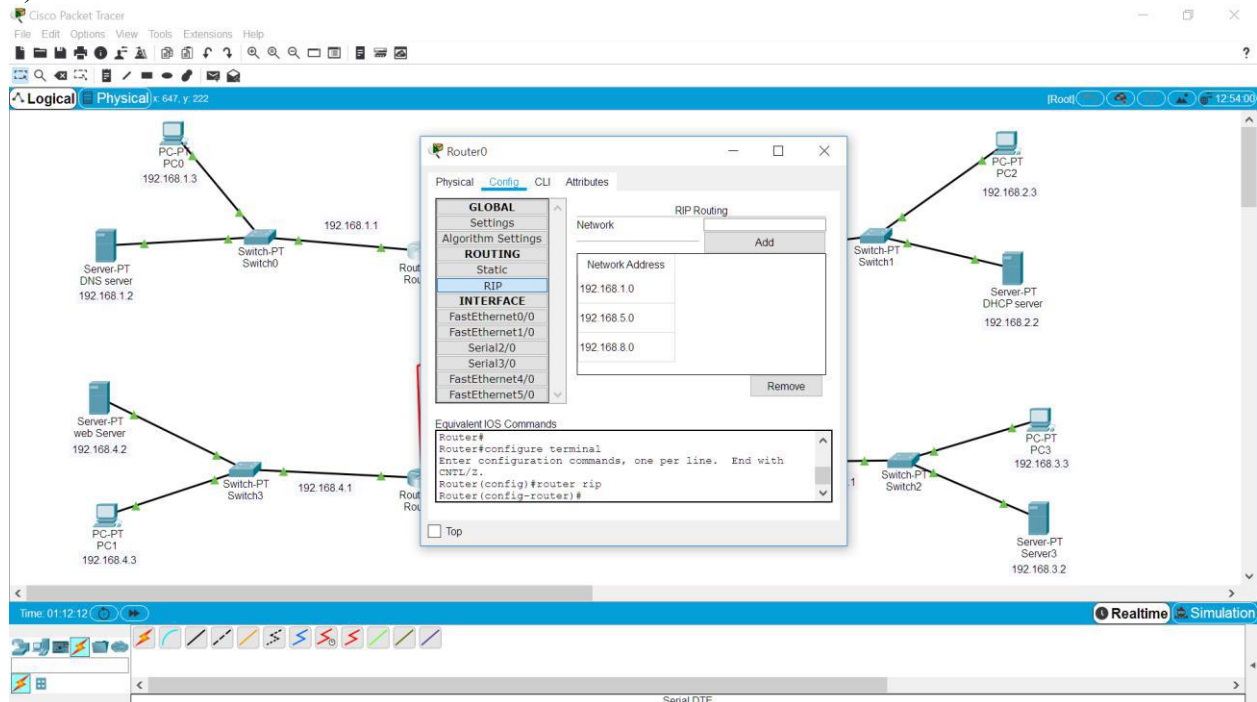 Cisco Packet Tracer
File Edit Options View Tools Extensions Help
?
Logical Physical x: 647, y: 222
[Root] 12:54:00
PC-PT
PC0
192.168.1.3
192.168.1.1
Switch-PT
Switch0
Server-PT
DNS server
192.168.1.2
Rout
Rou
Server-PT
web Server
192.168.4.2
Switch-PT
Switch3
192.168.4.1
Rout
Rou
PC-PT
PC1
192.168.4.3
Router0
Physical Config CLI Attributes
GLOBAL
Settings
Algorithm Settings
ROUTING
Static
RIP
INTERFACE
FastEthernet0/0
FastEthernet1/0
Serial2/0
Serial3/0
FastEthernet4/0
FastEthernet5/0
RIP Routing
Network
Add
Network Address
192.168.1.0
192.168.5.0
192.168.8.0
Remove
Equivalent IOS Commands
Router#
Router#configure terminal
Enter configuration commands, one per line. End with
CNTL/Z.
Router(config)#router rip
Router(config-router)#
Top
PC-PT
PC2
192.168.2.3
Switch-PT
Switch1
Server-PT
DHCP server
192.168.2.2
PC-PT
PC3
192.168.3.3
.1
Switch-PT
Switch2
Server-PT
Server3
192.168.3.2
Time: 01:12:12
Realtime Simulation
Serial DTE